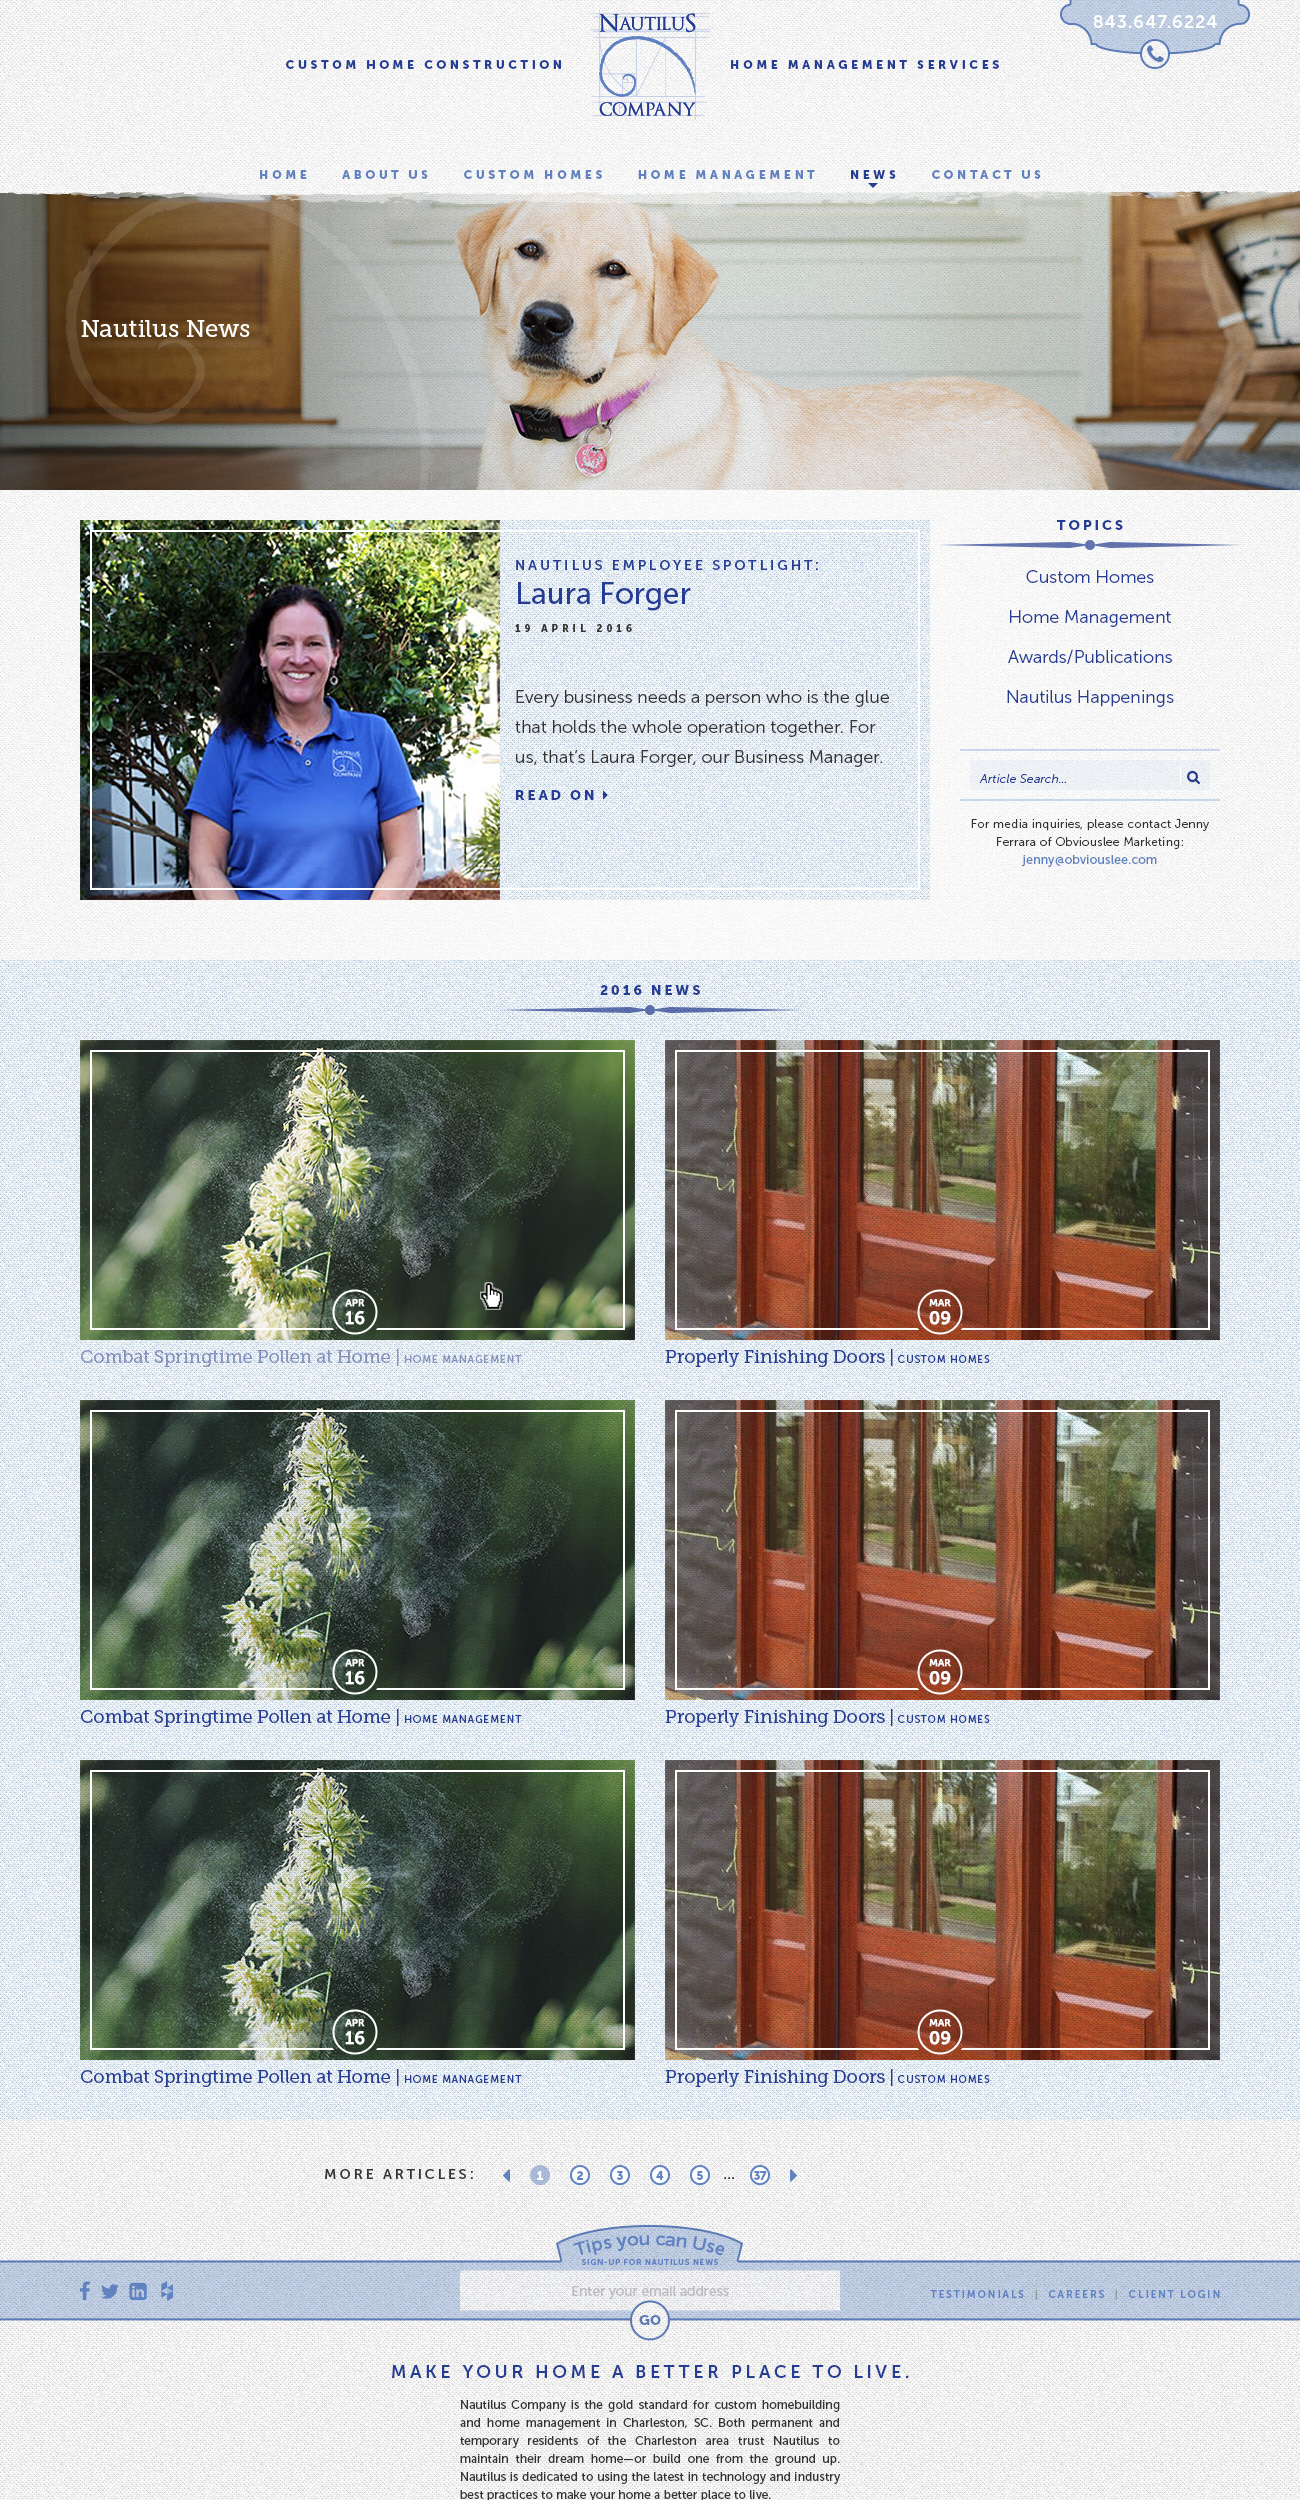 NAUTILUS
COMPANY
843.647.6224
CUSTOM HOME CONSTRUCTION
HOME MANAGEMENT SERVICES
HOME
ABOUT US
CUSTOM HOMES
HOME MANAGEMENT
NEWS
CONTACT US
Nautilus News
NAUTILUS
COMPANY
NAUTILUS EMPLOYEE SPOTLIGHT:
Laura Forger
19 APRIL 2016
Every business needs a person who is the glue
that holds the whole operation together. For
us, that's Laura Forger, our Business Manager.
READ ON
TOPICS
Custom Homes
Home Management
Awards/Publications
Nautilus Happenings
Article Search...
For media inquiries, please contact Jenny
Ferrara of Obviouslee Marketing:
jenny@obviouslee.com
2016 NEWS
APR
16
Combat Springtime Pollen at Home | HOME MANAGEMENT
MAR
09
Properly Finishing Doors | CUSTOM HOMES
APR
16
Combat Springtime Pollen at Home | HOME MANAGEMENT
MAR
09
Properly Finishing Doors | CUSTOM HOMES
APR
16
Combat Springtime Pollen at Home | HOME MANAGEMENT
MAR
09
Properly Finishing Doors | CUSTOM HOMES
MORE ARTICLES: 1 2 3 4 5 ... 37
Tips you can Use
SIGN-UP FOR NAUTILUS NEWS
Enter your email address
GO
TESTIMONIALS | CAREERS | CLIENT LOGIN
MAKE YOUR HOME A BETTER PLACE TO LIVE.
Nautilus Company is the gold standard for custom homebuilding
and home management in Charleston, SC. Both permanent and
temporary residents of the Charleston area trust Nautilus to
maintain their dream home—or build one from the ground up.
Nautilus is dedicated to using the latest in technology and industry
best practices to make your home a better place to live.